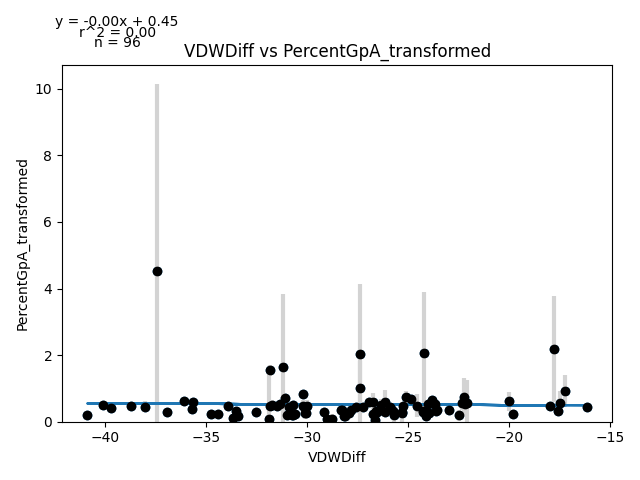 y = -0.00x + 0.45
r^2 = 0.00
n = 96
VDWDiff vs PercentGpA_transformed
PercentGpA_transformed
10
8
6
4
2
0
−40 −35 −30 −25 −20 −15
VDWDiff